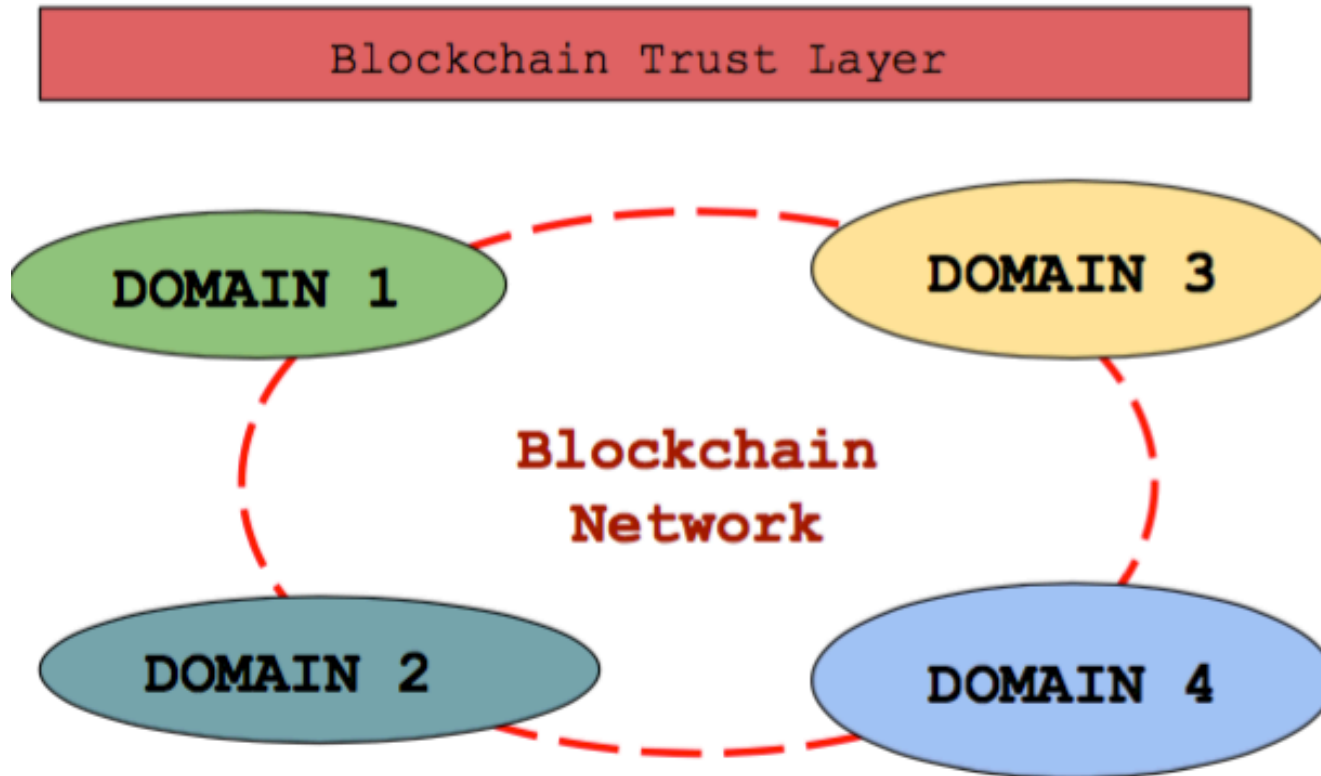 Blockchain Trust Layer
DOMAIN 1
DOMAIN 3
Blockchain
Network
DOMAIN 2
DOMAIN 4